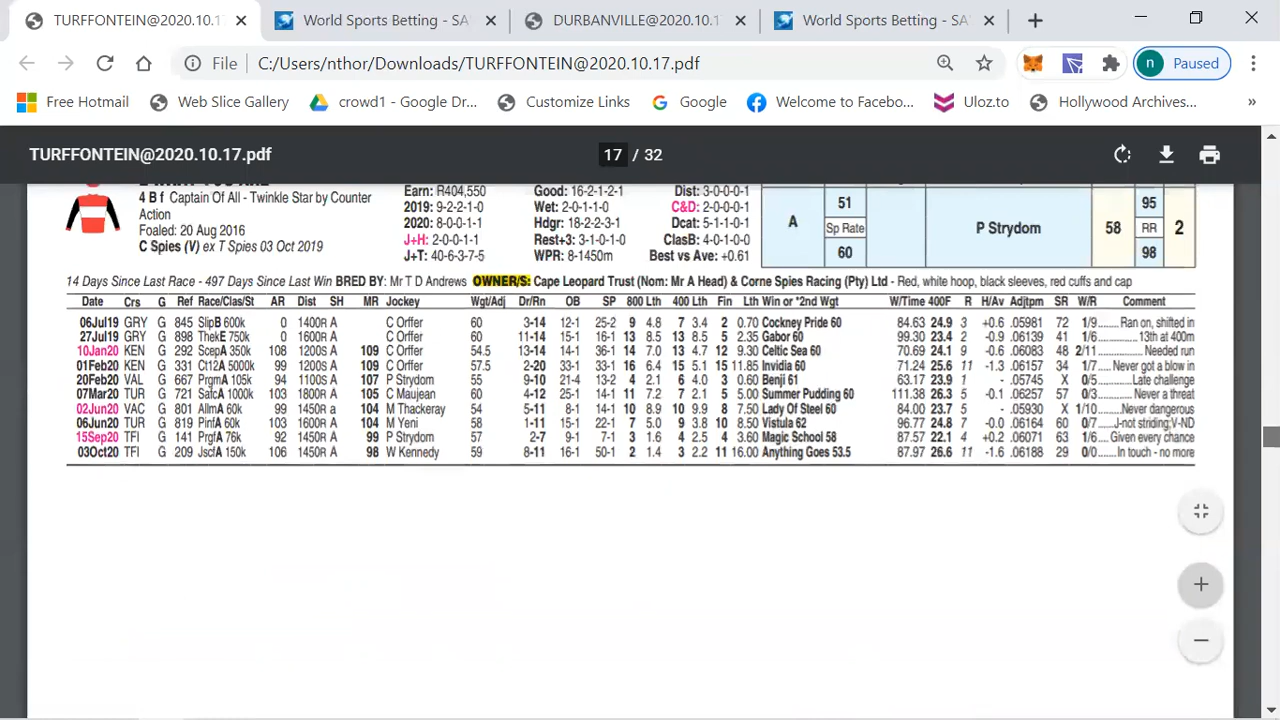 TURFFONTEIN@2020.10.17 World Sports Betting - SA DURBANVILLE@2020.10.1 World Sports Betting - SA
File C:/Users/nthor/Downloads/TURFFONTEIN@2020.10.17.pdf n Paused
Free Hotmail Web Slice Gallery crowd1 - Google Dr... Customize Links Google Welcome to Facebo... Uloz.to Hollywood Archives... »
TURFFONTEIN@2020.10.17.pdf 17 / 32
4 B f Captain Of All - Twinkle Star by Counter
Action
Foaled: 20 Aug 2016
C Spies (V) ex T Spies 03 Oct 2019
Earn: R404,550 Good: 16-2-1-2-1 Dist: 3-0-0-0-1
2019: 9-2-2-1-0 Wet: 2-0-1-1-0 C&D: 2-0-0-0-1
2020: 8-0-0-1-1 Hdgr: 18-2-2-3-1 Dcat: 5-1-1-0-1
J+H: 2-0-0-1-1 Rest+3: 3-1-0-1-0 ClasB: 4-0-1-0-0
J+T: 40-6-3-7-5 WPR: 8-1450m Best vs Ave: +0.61
A 51 Sp Rate 60 P Strydom 58 95 RR 98 2
14 Days Since Last Race - 497 Days Since Last Win BRED BY: Mr T D Andrews OWNER/S: Cape Leopard Trust (Nom: Mr A Head) & Corne Spies Racing (Pty) Ltd - Red, white hoop, black sleeves, red cuffs and cap
Date Crs G Ref Race/Clas/St AR Dist SH MR Jockey Wgt/Adj Dr/Rn OB SP 800 Lth 400 Lth Fin Lth Win or *2nd Wgt W/Time 400F R H/Av Adjtpm SR W/R Comment
06Jul19 GRY G 845 SlipB 600k 0 1400R A C Orffer 60 3-14 12-1 25-2 9 4.8 7 3.4 2 0.70 Cockney Pride 60 84.63 24.9 3 +0.6 .05981 72 1/9 ......Ran on, shifted in
27Jul19 GRY G 898 ThekE 750k 0 1600R A C Orffer 60 11-14 15-1 16-1 13 8.5 13 8.5 5 2.35 Gabor 60 99.30 23.4 2 -0.9 .06139 41 1/6 ......13th at 400m
10Jan20 KEN G 292 ScepA 350k 108 1200S A 109 C Orffer 54.5 13-14 14-1 36-1 14 7.0 13 4.7 12 9.30 Celtic Sea 60 70.69 24.1 9 -0.6 .06083 48 2/11 ......Needed run
01Feb20 KEN G 331 Ct12A 5000k 99 1200S A 109 C Orffer 57.5 2-20 33-1 33-1 16 6.4 15 5.1 15 11.85 Invidia 60 71.24 25.6 11 -1.3 .06157 34 1/7 ......Never got a blow in
20Feb20 VAL G 667 PrgmA 105k 94 1100S A 107 P Strydom 55 9-10 21-4 13-2 4 2.1 6 4.0 3 0.60 Benji 61 63.17 23.9 1 - .05745 X 0/5 ......Late challenge
07Mar20 TUR G 721 SatcA 1000k 103 1800R A 105 C Maujean 60 4-12 25-1 14-1 11 7.2 7 2.1 5 5.00 Summer Pudding 60 111.38 26.3 5 -0.1 .06257 57 0/3 ......Never a threat
02Jun20 VAC G 801 AllmA 60k 99 1450R a 104 M Thackeray 54 5-11 8-1 14-1 10 8.9 10 9.9 8 7.50 Lady Of Steel 60 84.00 23.7 5 - .05930 X 1/10 ......Never dangerous
06Jun20 TUR G 819 PinfA 60k 103 1600R A 104 M Yeni 58 1-11 15-1 22-1 7 5.0 9 3.8 10 8.50 Vistula 62 96.77 24.8 7 -0.0 .06164 60 0/7 ......J-not striding;V-ND
15Sep20 TFI G 141 PrgfA 76k 92 1450R A 99 P Strydom 57 2-7 9-1 7-1 3 1.6 4 2.5 4 3.60 Magic School 58 87.57 22.1 4 +0.2 .06071 63 1/6 ......Given every chance
03Oct20 TFI G 209 JscfA 150k 106 1450R A 98 W Kennedy 59 8-11 16-1 50-1 2 1.4 3 2.2 11 16.00 Anything Goes 53.5 87.97 26.6 11 -1.6 .06188 29 0/0 ......In touch - no more